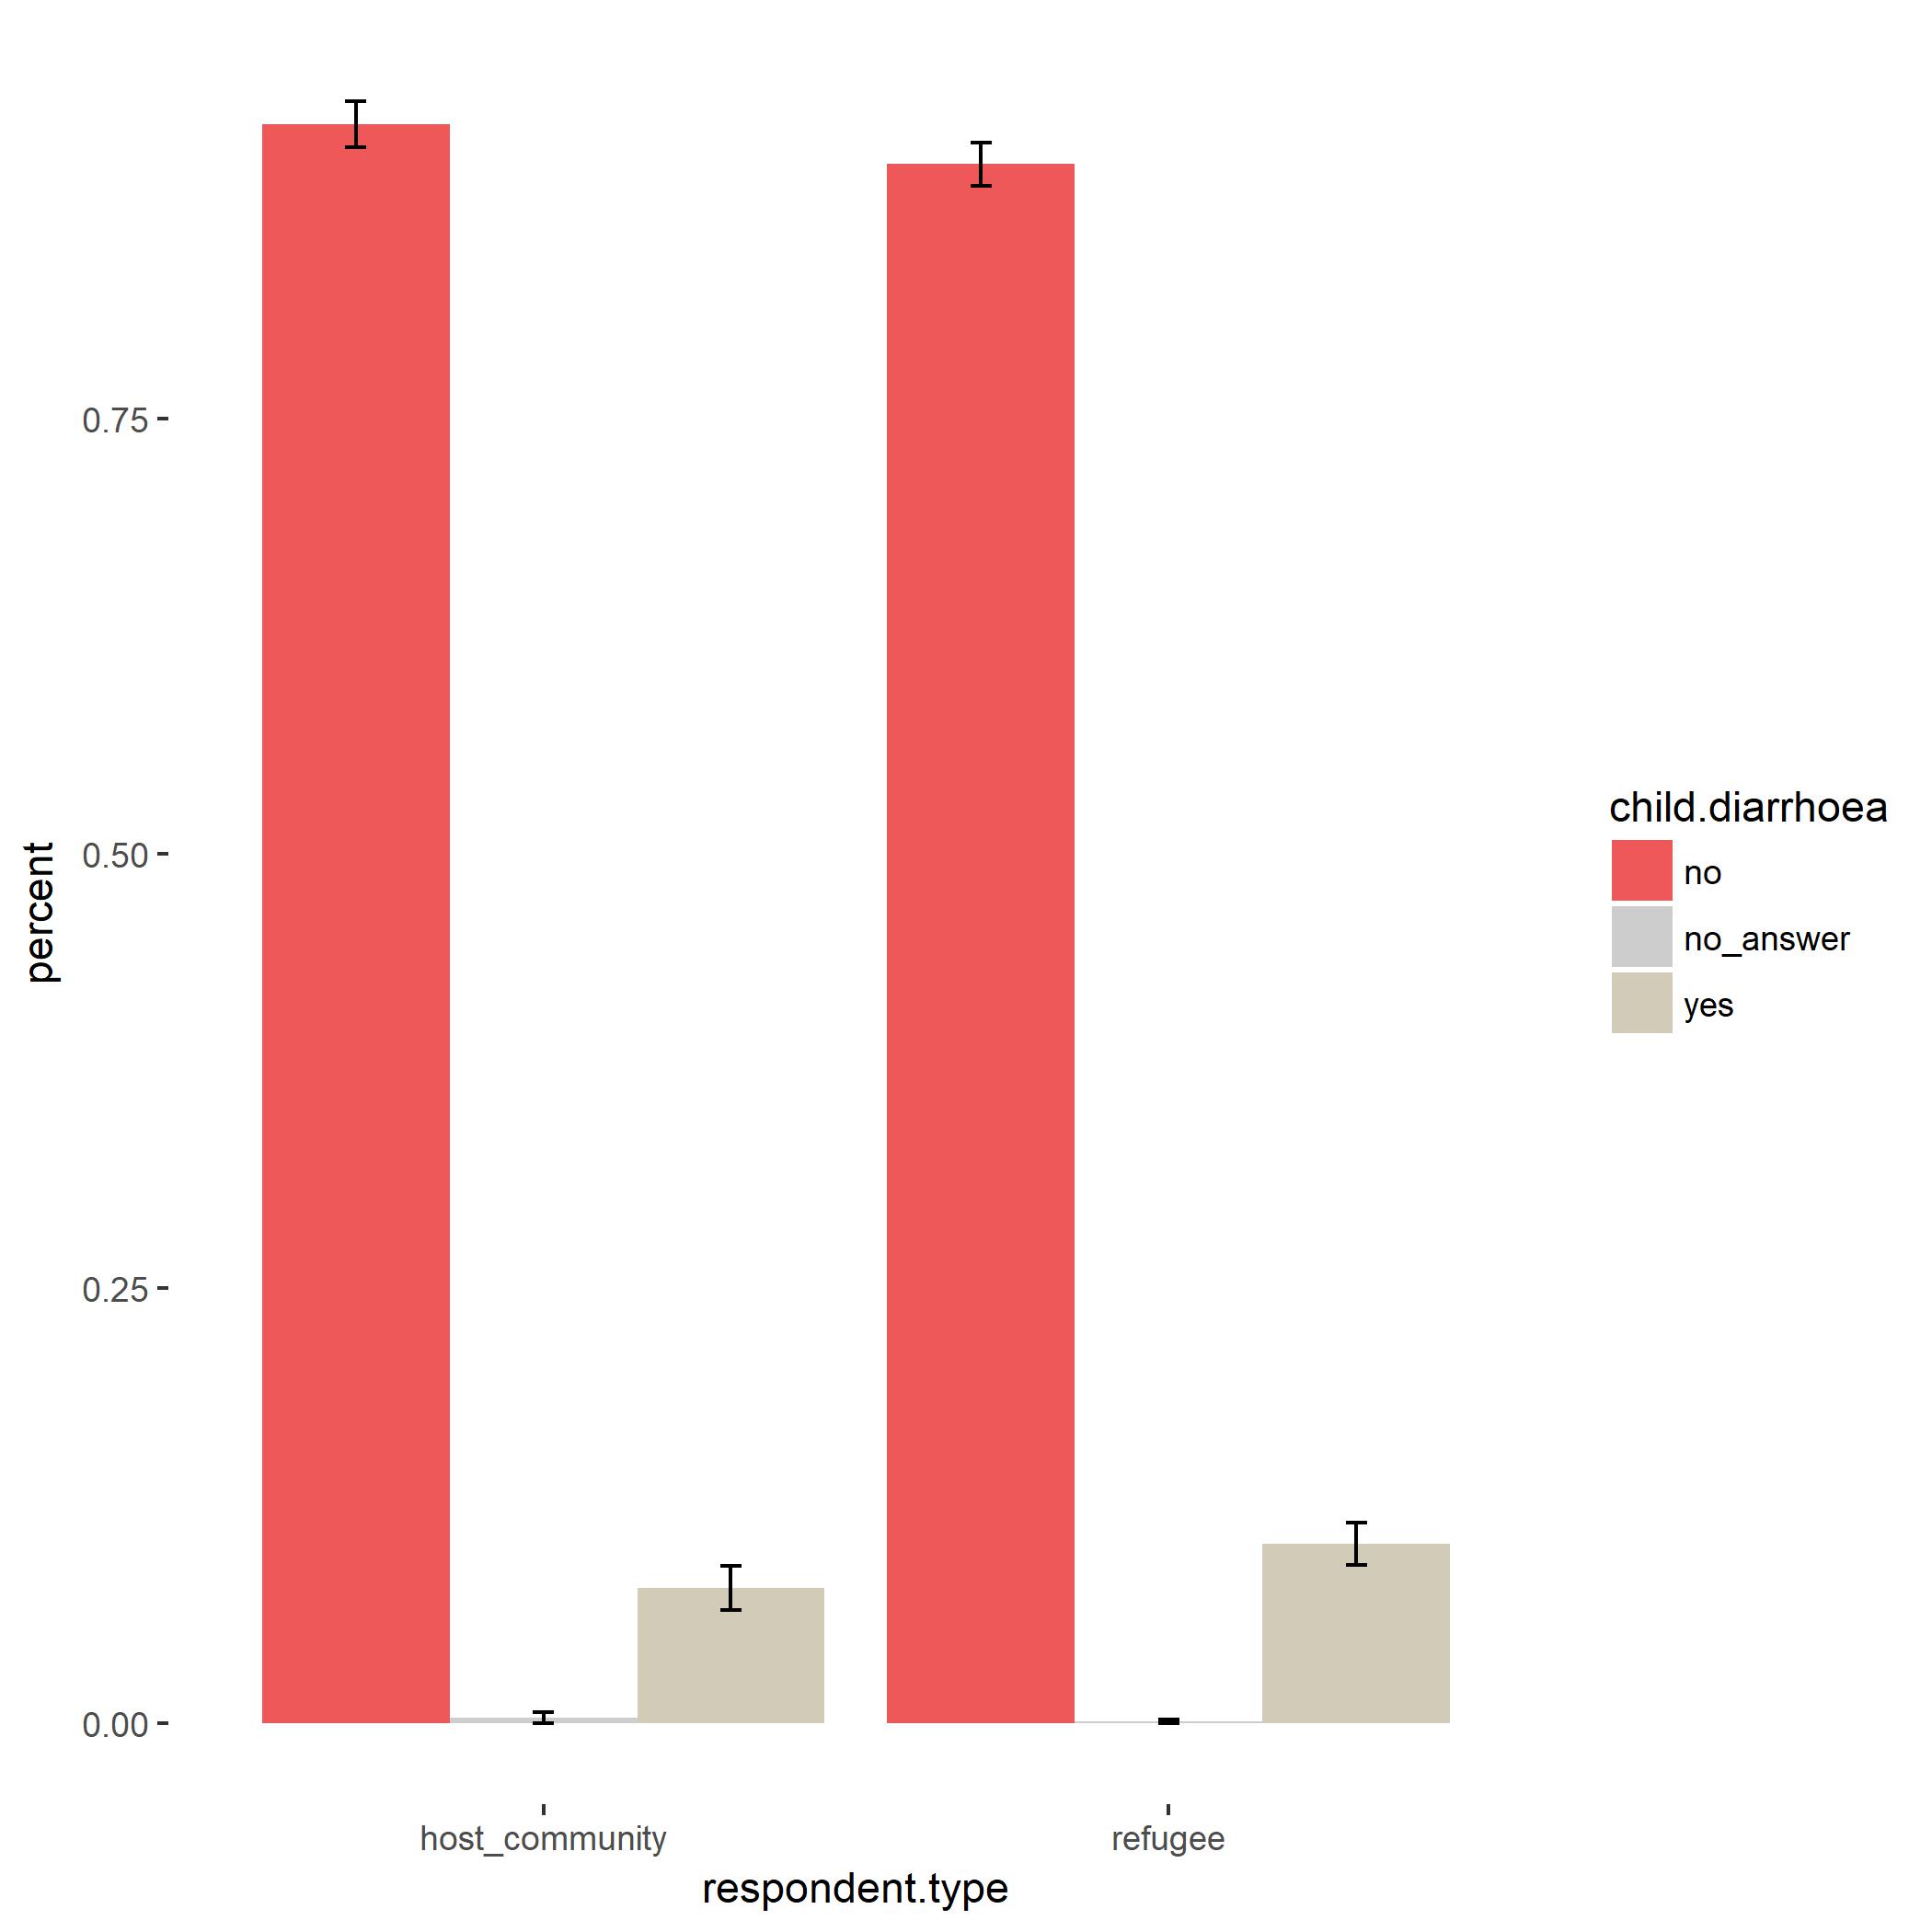 percent
0.75
0.50
0.25
0.00
host_community
refugee
respondent.type
child.diarrhoea
no
no_answer
yes